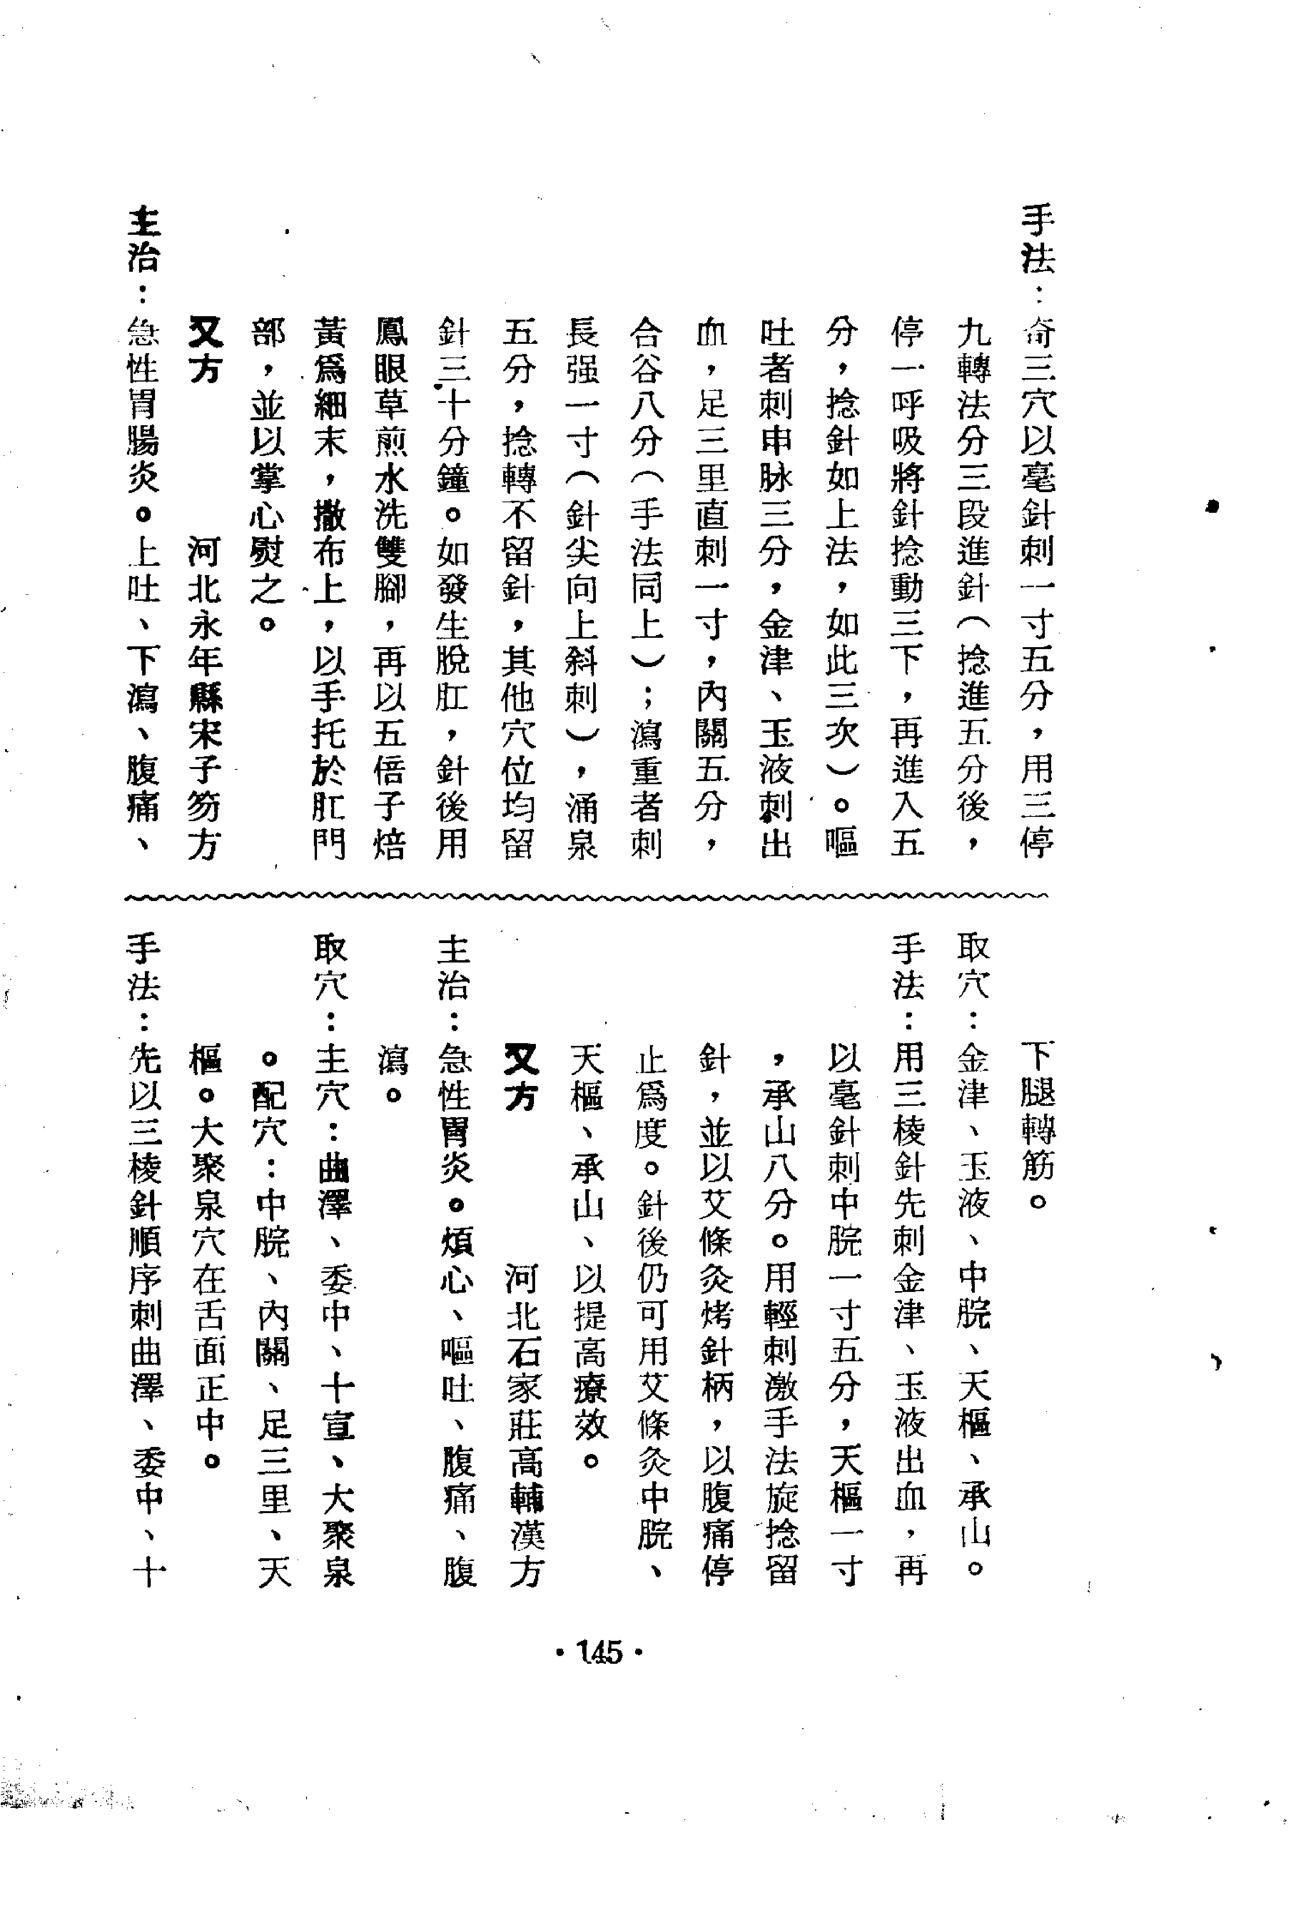 手法：奇三穴以毫針刺一寸五分，用三停
九轉法分三段進針（捻進五分後，
停一呼吸將針捻動三下，再進入五
分，捻針如上法，如此三次）。嘔
吐者刺申脉三分，金津、玉液刺出
血，足三里直刺一寸，內關五分，
合谷八分（手法同上）；瀉重者刺
長强一寸（針尖向上斜刺），涌泉
五分，捻轉不留針，其他穴位均留
針三十分鐘。如發生脫肛，針後用
鳳眼草煎水洗雙腳，再以五倍子焙
黃爲細末，撒布上，以手托於肛門
部，並以掌心熨之。
又方　　　　河北永年縣宋子笏方
主治：急性胃腸炎。上吐、下瀉、腹痛、
下腿轉筋。
取穴：金津、玉液、中脘、天樞、承山。
手法：用三棱針先刺金津、玉液出血，再
以毫針刺中脘一寸五分，天樞一寸
，承山八分。用輕刺激手法旋捻留
針，並以艾條灸烤針柄，以腹痛停
止爲度。針後仍可用艾條灸中脘、
天樞、承山、以提高療效。
又方　　　　河北石家莊高輔漢方
主治：急性胃炎。煩心、嘔吐、腹痛、腹
瀉。
取穴：主穴：曲澤、委中、十宣、大聚泉
。配穴：中脘、內關、足三里、天
樞。大聚泉穴在舌面正中。
手法：先以三棱針順序刺曲澤、委中、十
·145·